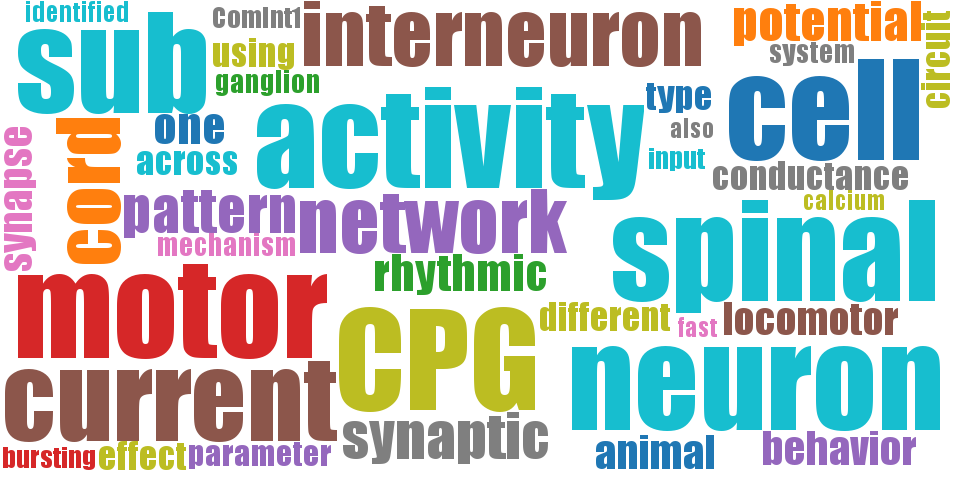 identified
sub
ComInt1
using
ganglion
interneuron
potential
system
circuit
one
across
activity
type
also
input
cell
conductance
calcium
synapse
cord
pattern
mechanism
network
rhythmic
spinal
motor
CPG
different
fast
locomotor
current
synaptic
neuron
bursting
effect
parameter
animal
behavior